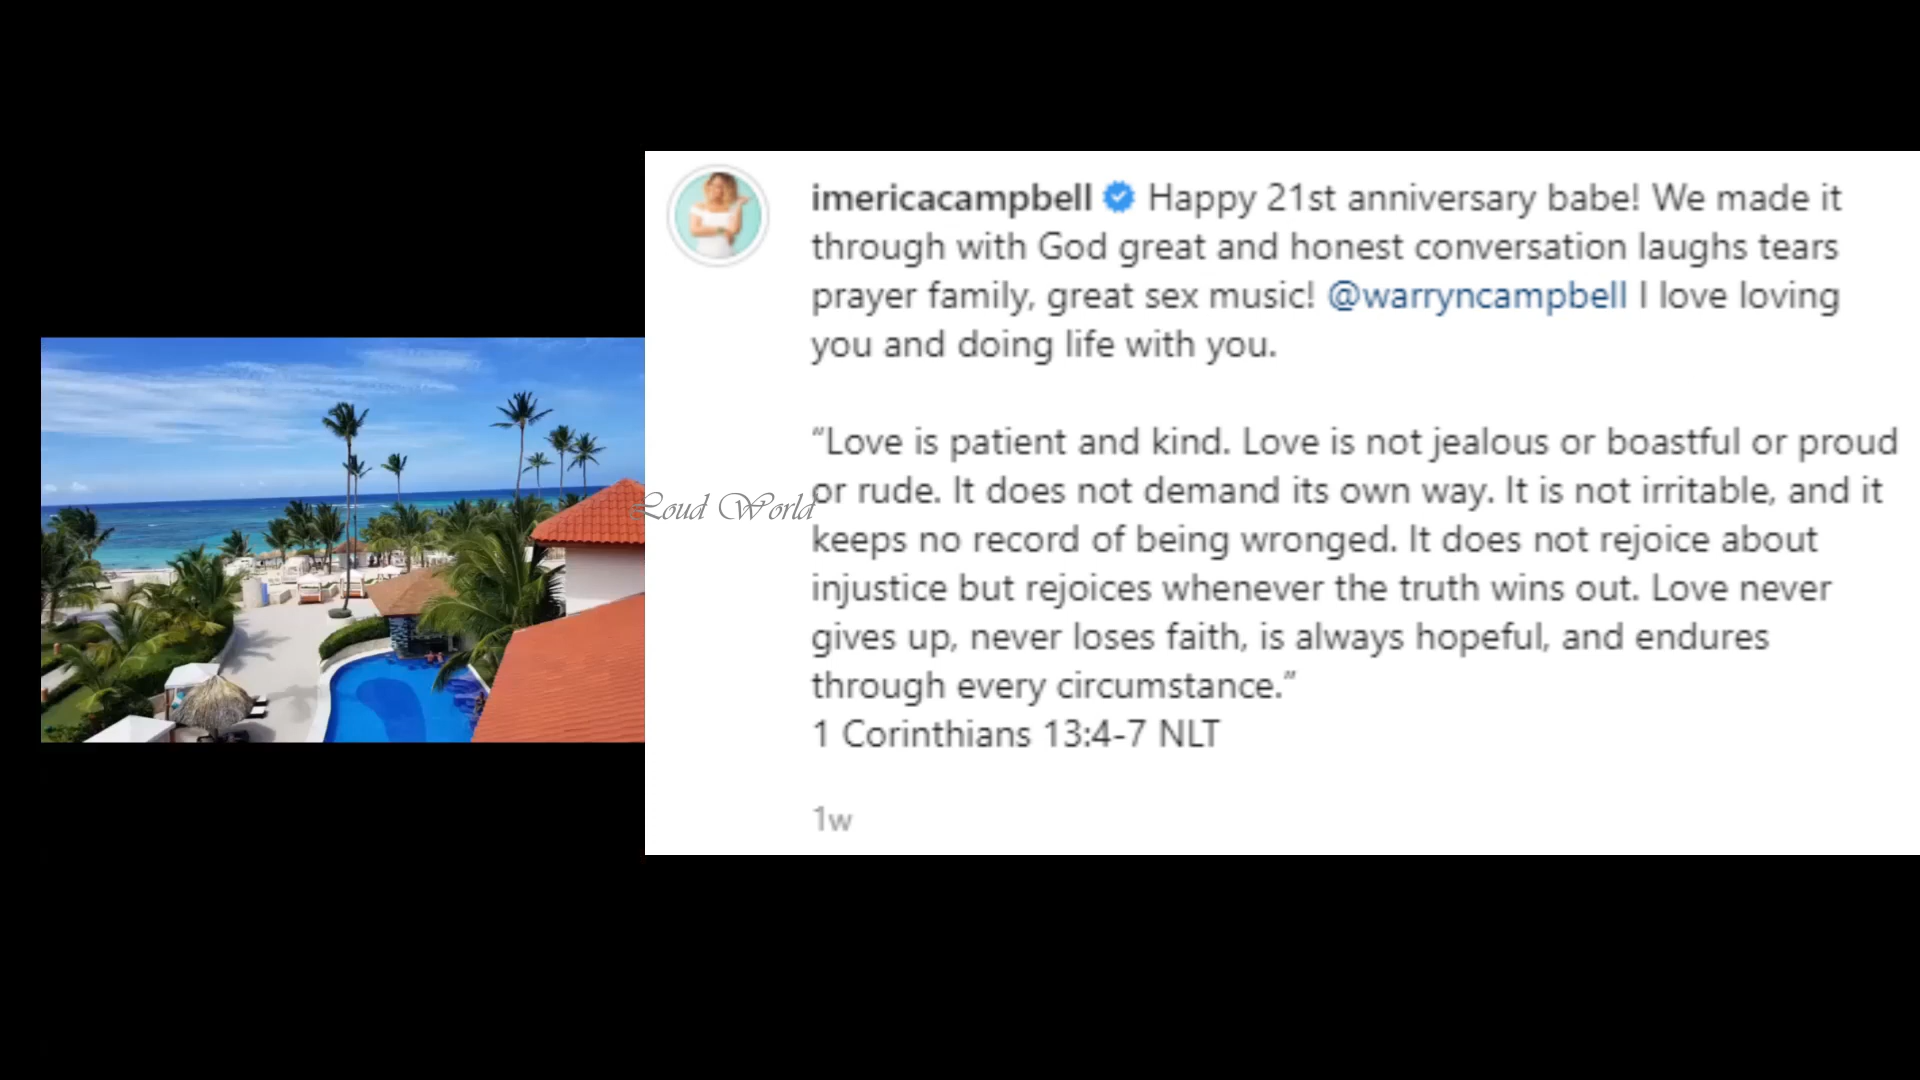 imericacampbell Happy 21st anniversary babe! We made it
through with God great and honest conversation laughs tears
prayer family, great sex music! @warryncampbell I love loving
you and doing life with you.
“Love is patient and kind. Love is not jealous or boastful or proud
or rude. It does not demand its own way. It is not irritable, and it
keeps no record of being wronged. It does not rejoice about
injustice but rejoices whenever the truth wins out. Love never
gives up, never loses faith, is always hopeful, and endures
through every circumstance.”
1 Corinthians 13:4-7 NLT
1w
Loud World